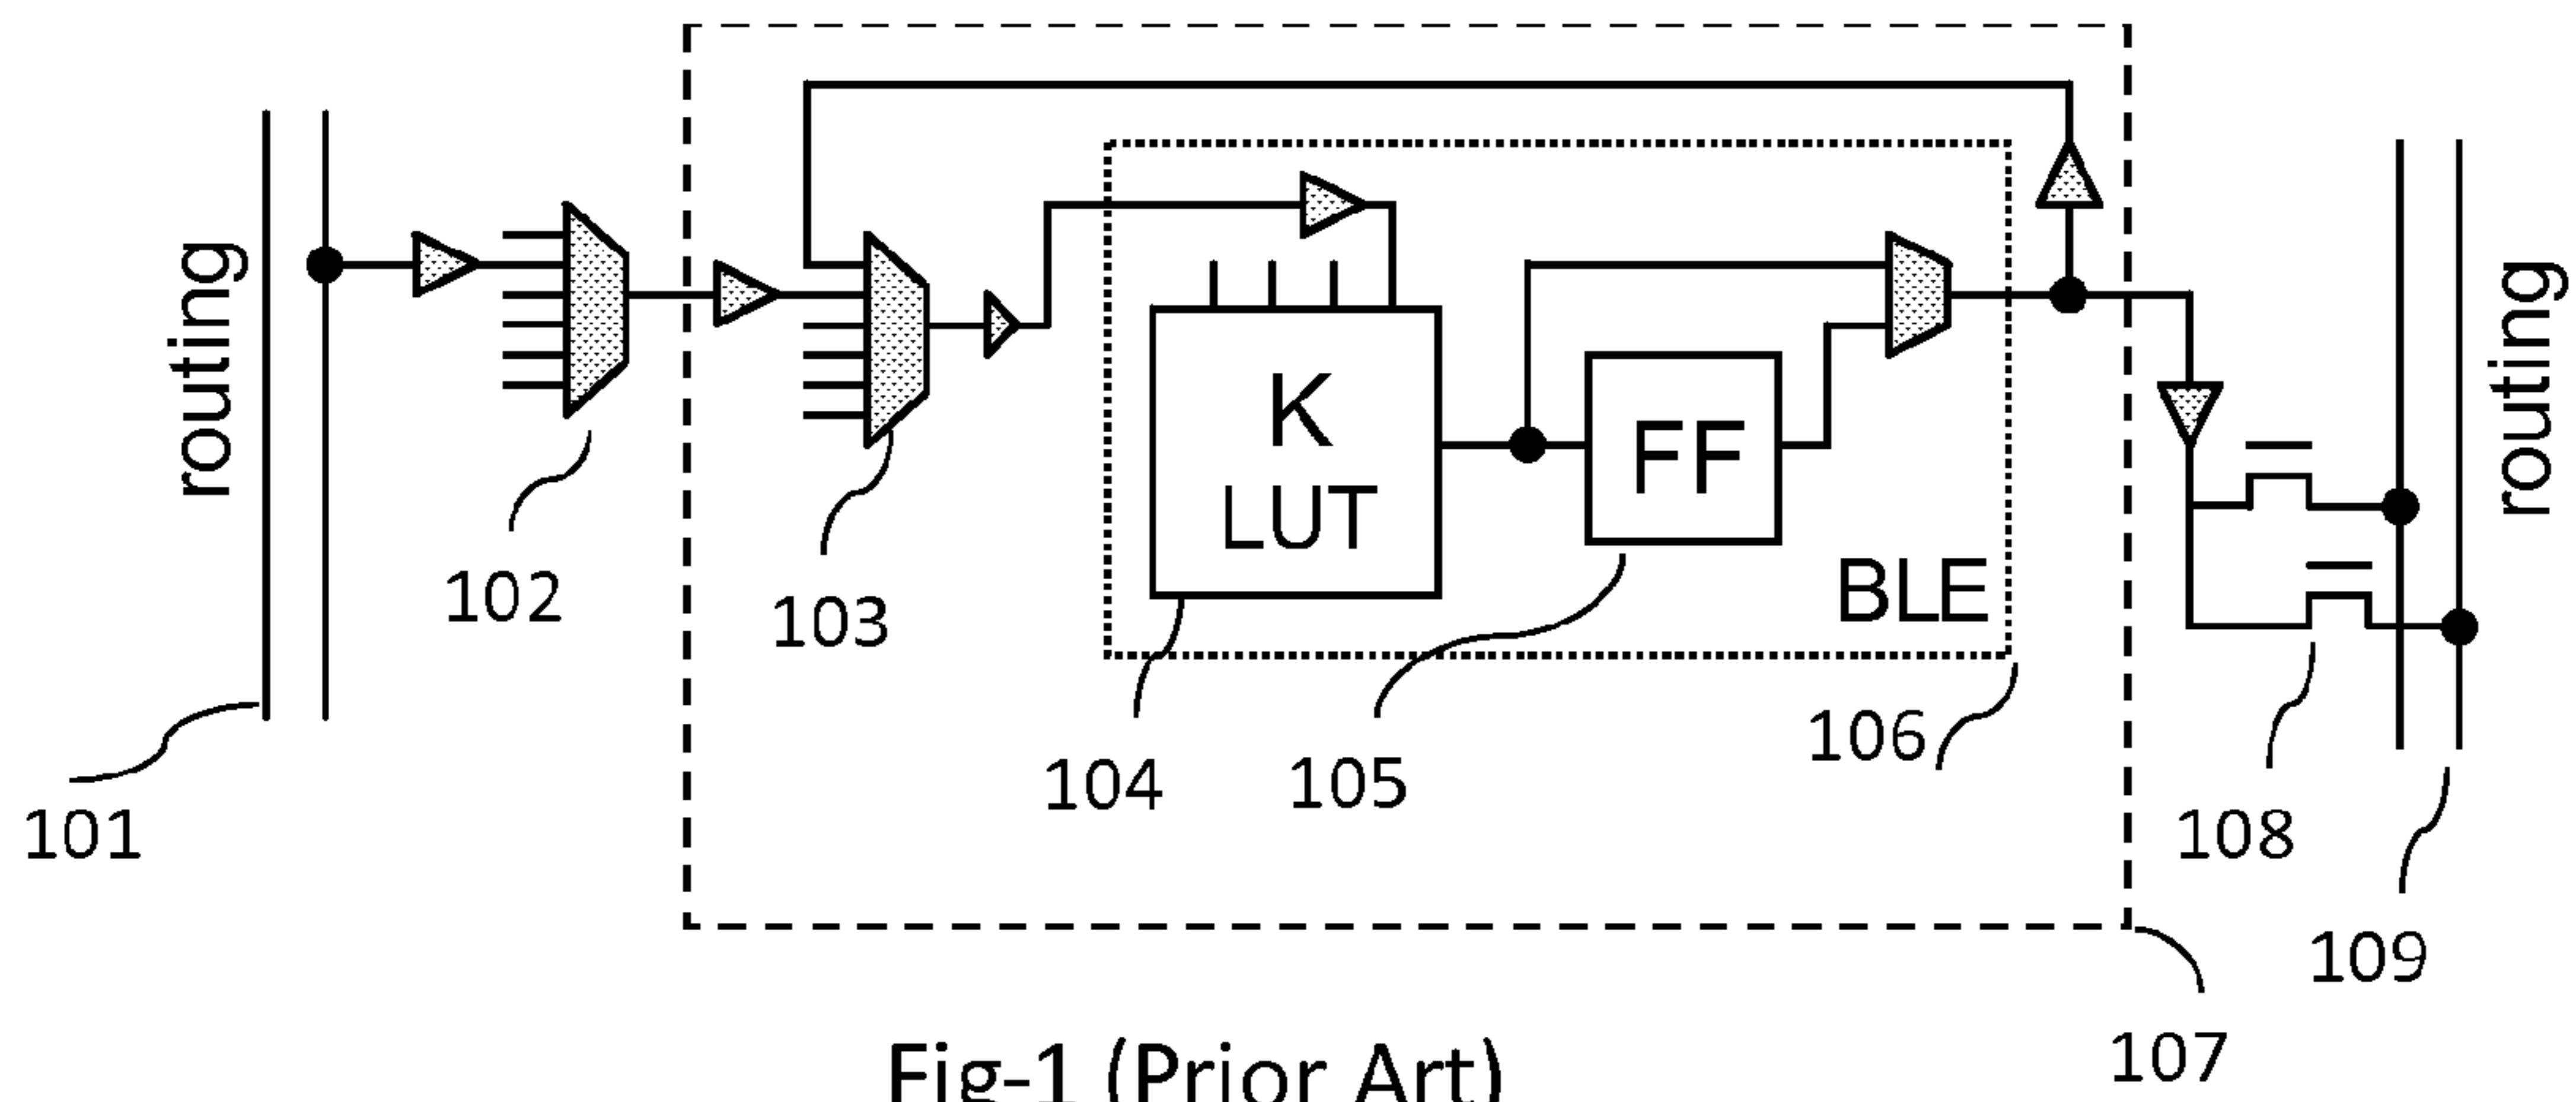 routing
K
LUT
FF
BLE
routing
101
102
103
104
105
106
107
108
109
Fig-1 (Prior Art)